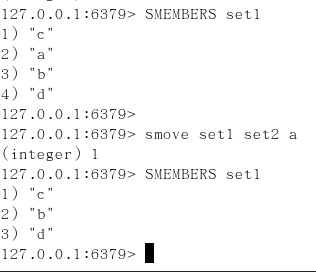 127.0.0.1:6379> SMEMBERS set1
1) "c"
2) "a"
3) "b"
4) "d"
127.0.0.1:6379>
127.0.0.1:6379> smove set1 set2 a
(integer) 1
127.0.0.1:6379> SMEMBERS set1
1) "c"
2) "b"
3) "d"
127.0.0.1:6379>